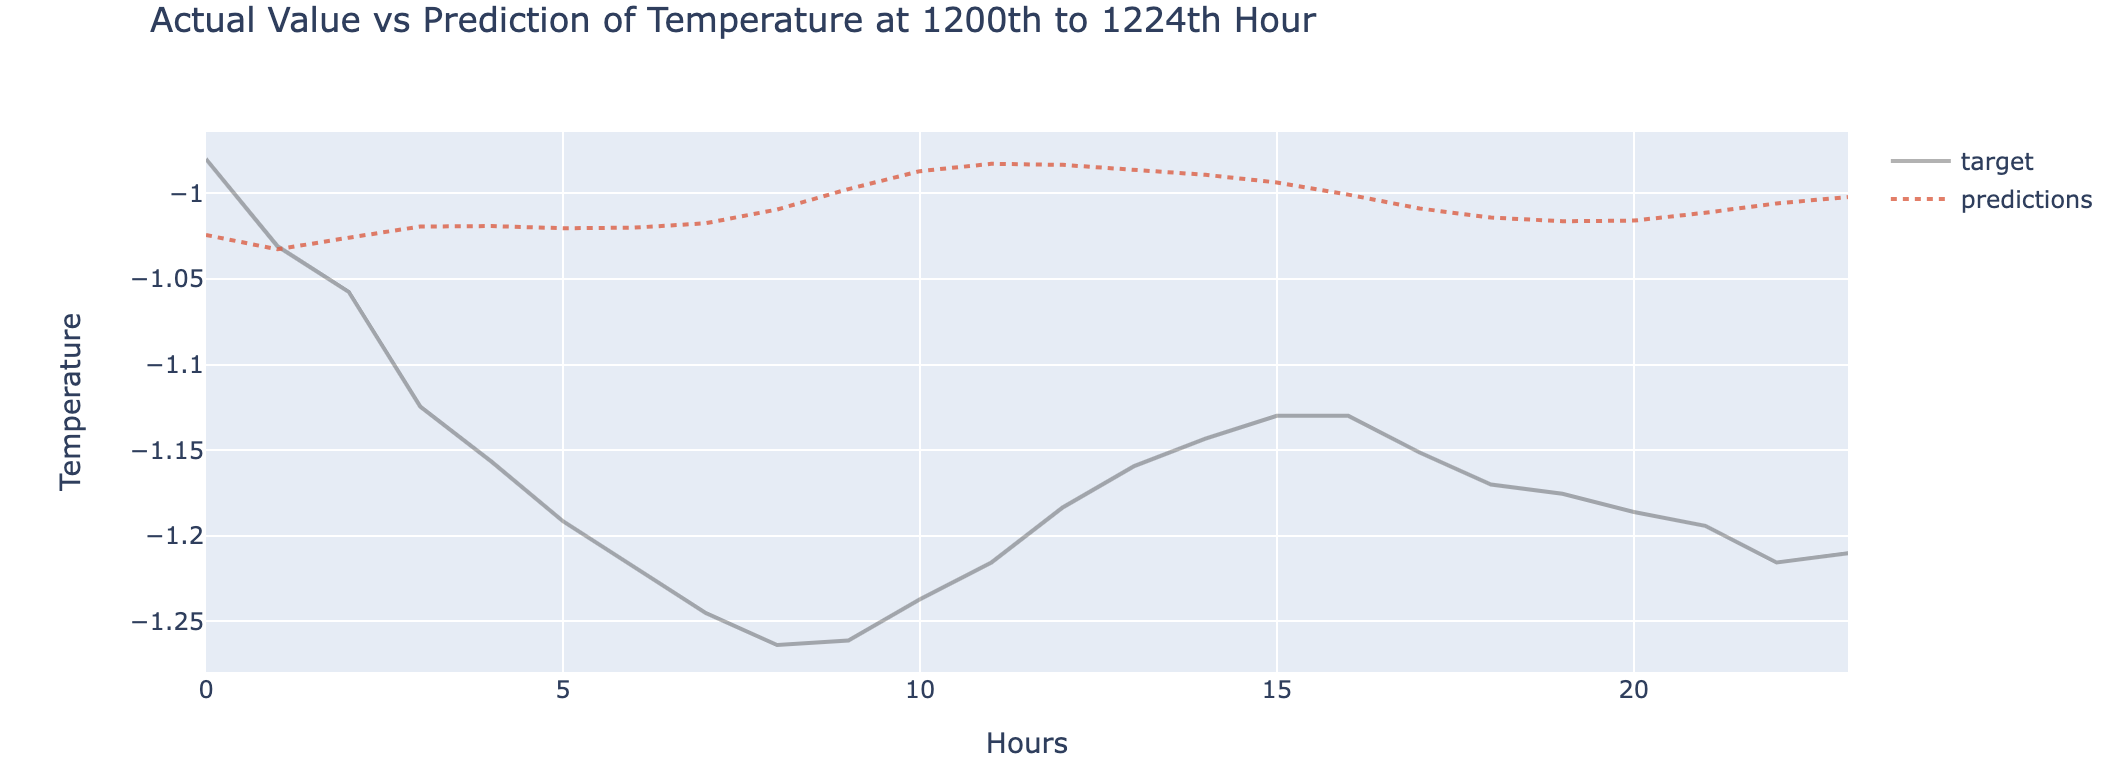 Actual Value vs Prediction of Temperature at 1200th to 1224th Hour
target
predictions
−1
−1.05
−1.1
−1.15
−1.2
−1.25
Temperature
0 5 10 15 20
Hours